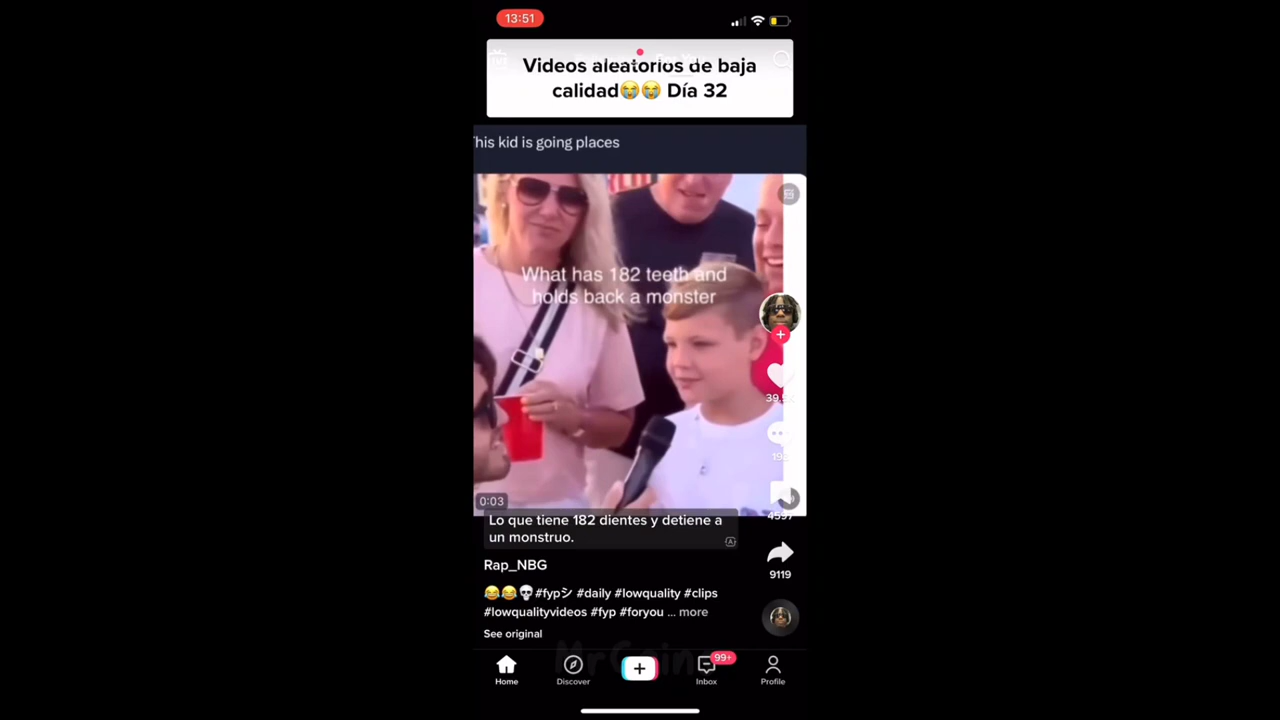 13:51
Videos aleatorios de baja
calidad😭😭 Día 32
his kid is going places
What has 182 teeth and
holds back a monster
0:03
4597
Lo que tiene 182 dientes y detiene a
un monstruo.
Rap_NBG
9119
😂😂💀#fypシ #daily #lowquality #clips
#lowqualityvideos #fyp #foryou ... more
See original
99+
Home
Discover
Inbox
Profile